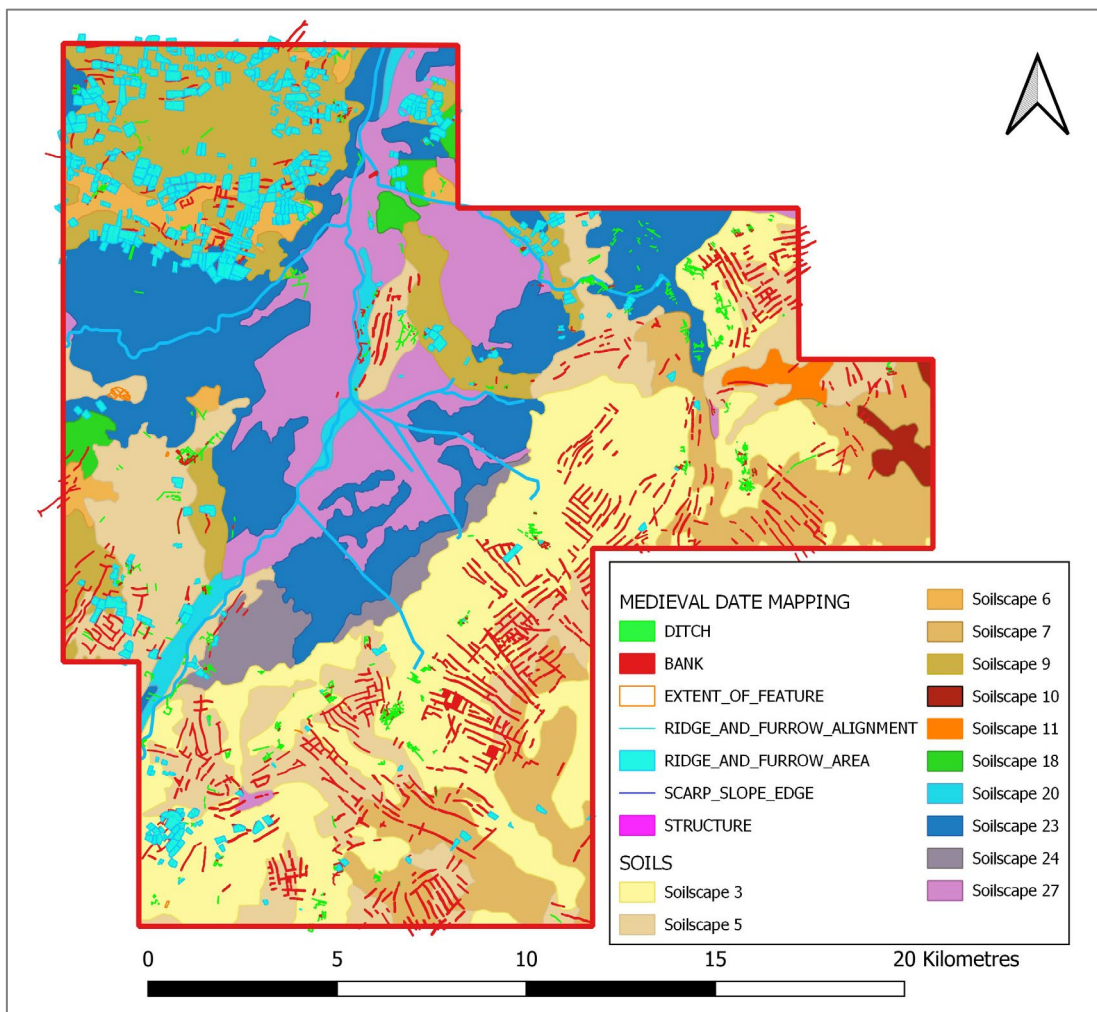 MEDIEVAL DATE MAPPING
DITCH
BANK
EXTENT_OF_FEATURE
RIDGE_AND_FURROW_ALIGNMENT
RIDGE_AND_FURROW_AREA
SCARP_SLOPE_EDGE
STRUCTURE
SOILS
Soilscape 3
Soilscape 5
Soilscape 6
Soilscape 7
Soilscape 9
Soilscape 10
Soilscape 11
Soilscape 18
Soilscape 20
Soilscape 23
Soilscape 24
Soilscape 27
0 5 10 15 20 Kilometres